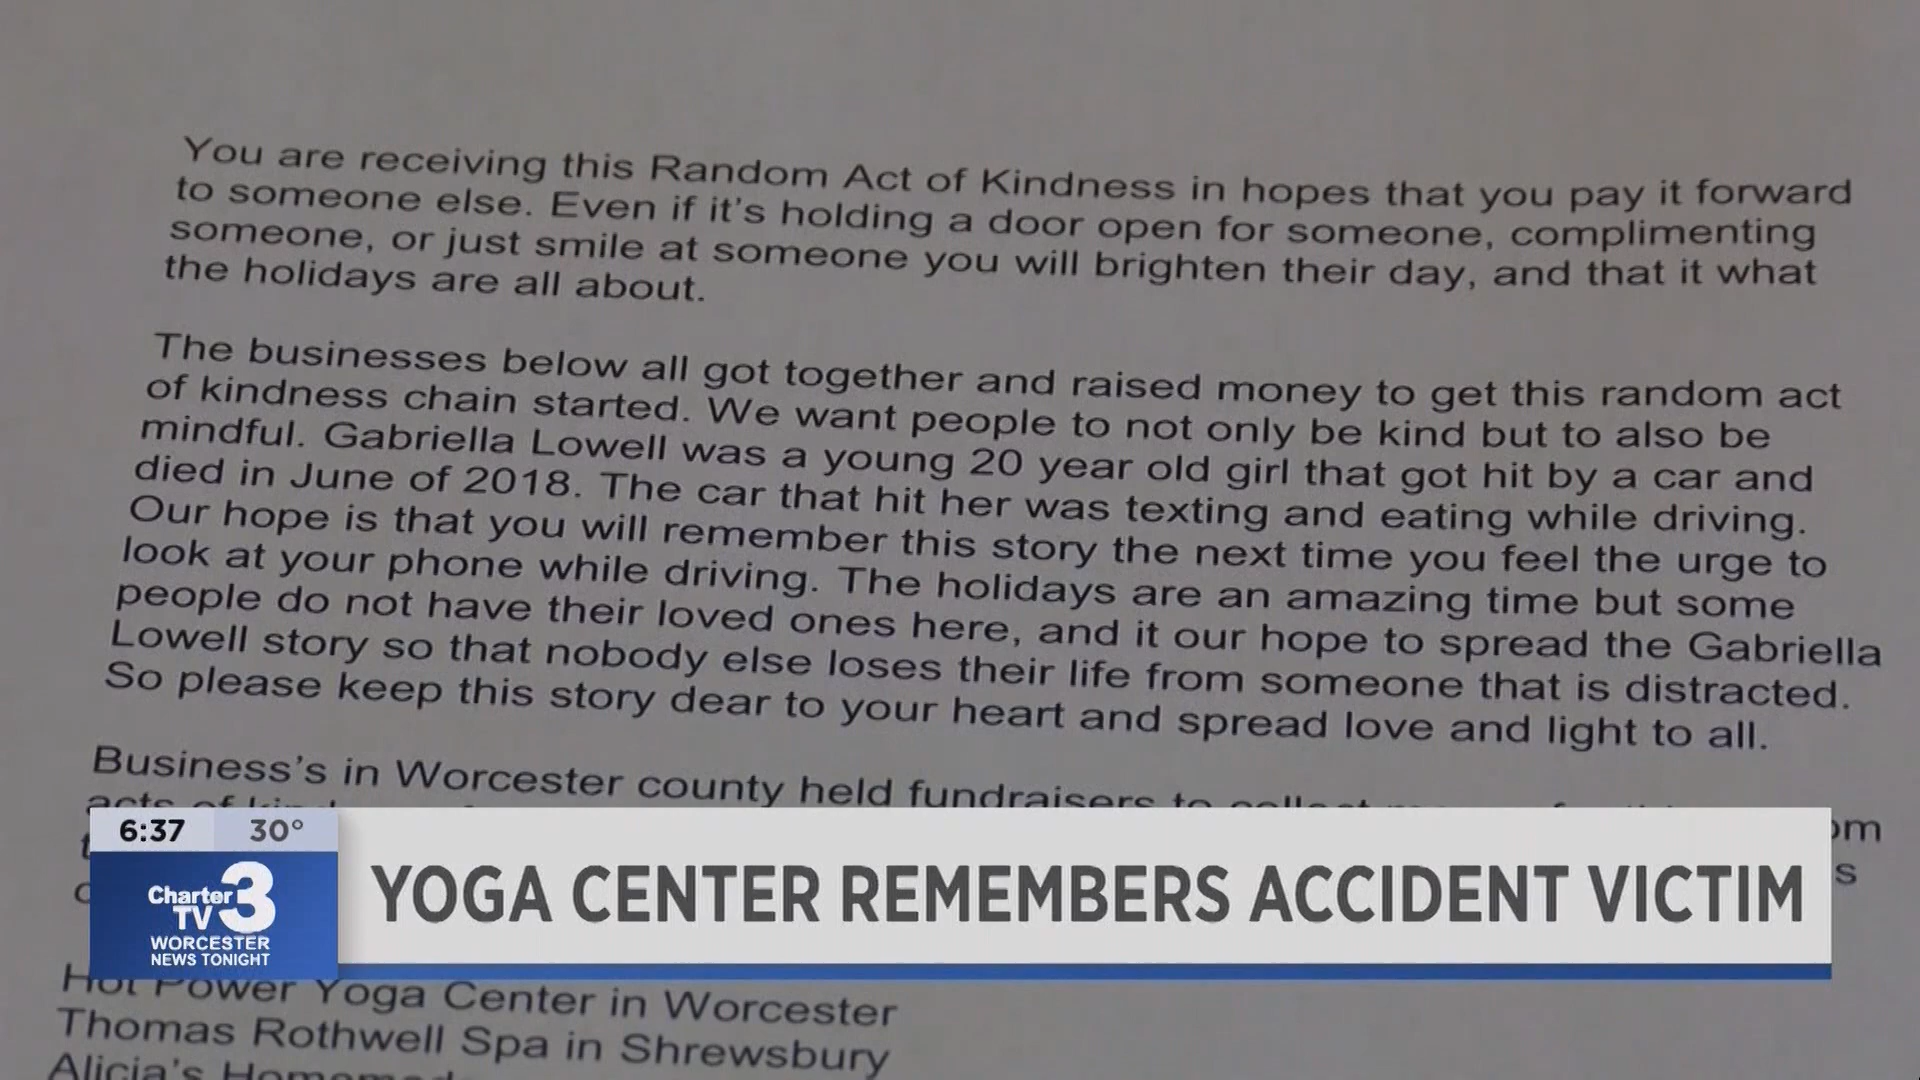 You are receiving this Random Act of Kindness in hopes that you pay it forward
to someone else. Even if it's holding a door open for someone, complimenting
someone, or just smile at someone you will brighten their day, and that it what
the holidays are all about.
The businesses below all got together and raised money to get this random act
of kindness chain started. We want people to not only be kind but to also be
mindful. Gabriella Lowell was a young 20 year old girl that got hit by a car and
died in June of 2018. The car that hit her was texting and eating while driving.
Our hope is that you will remember this story the next time you feel the urge to
look at your phone while driving. The holidays are an amazing time but some
people do not have their loved ones here, and it our hope to spread the Gabriella
Lowell story so that nobody else loses their life from someone that is distracted.
So please keep this story dear to your heart and spread love and light to all.
Business's in Worcester county held fundraisers to
acts of
6:37 30°
Charter TV 3
WORCESTER
NEWS TONIGHT
YOGA CENTER REMEMBERS ACCIDENT VICTIM
Hot Power Yoga Center in Worcester
Thomas Rothwell Spa in Shrewsbury
Alicia's